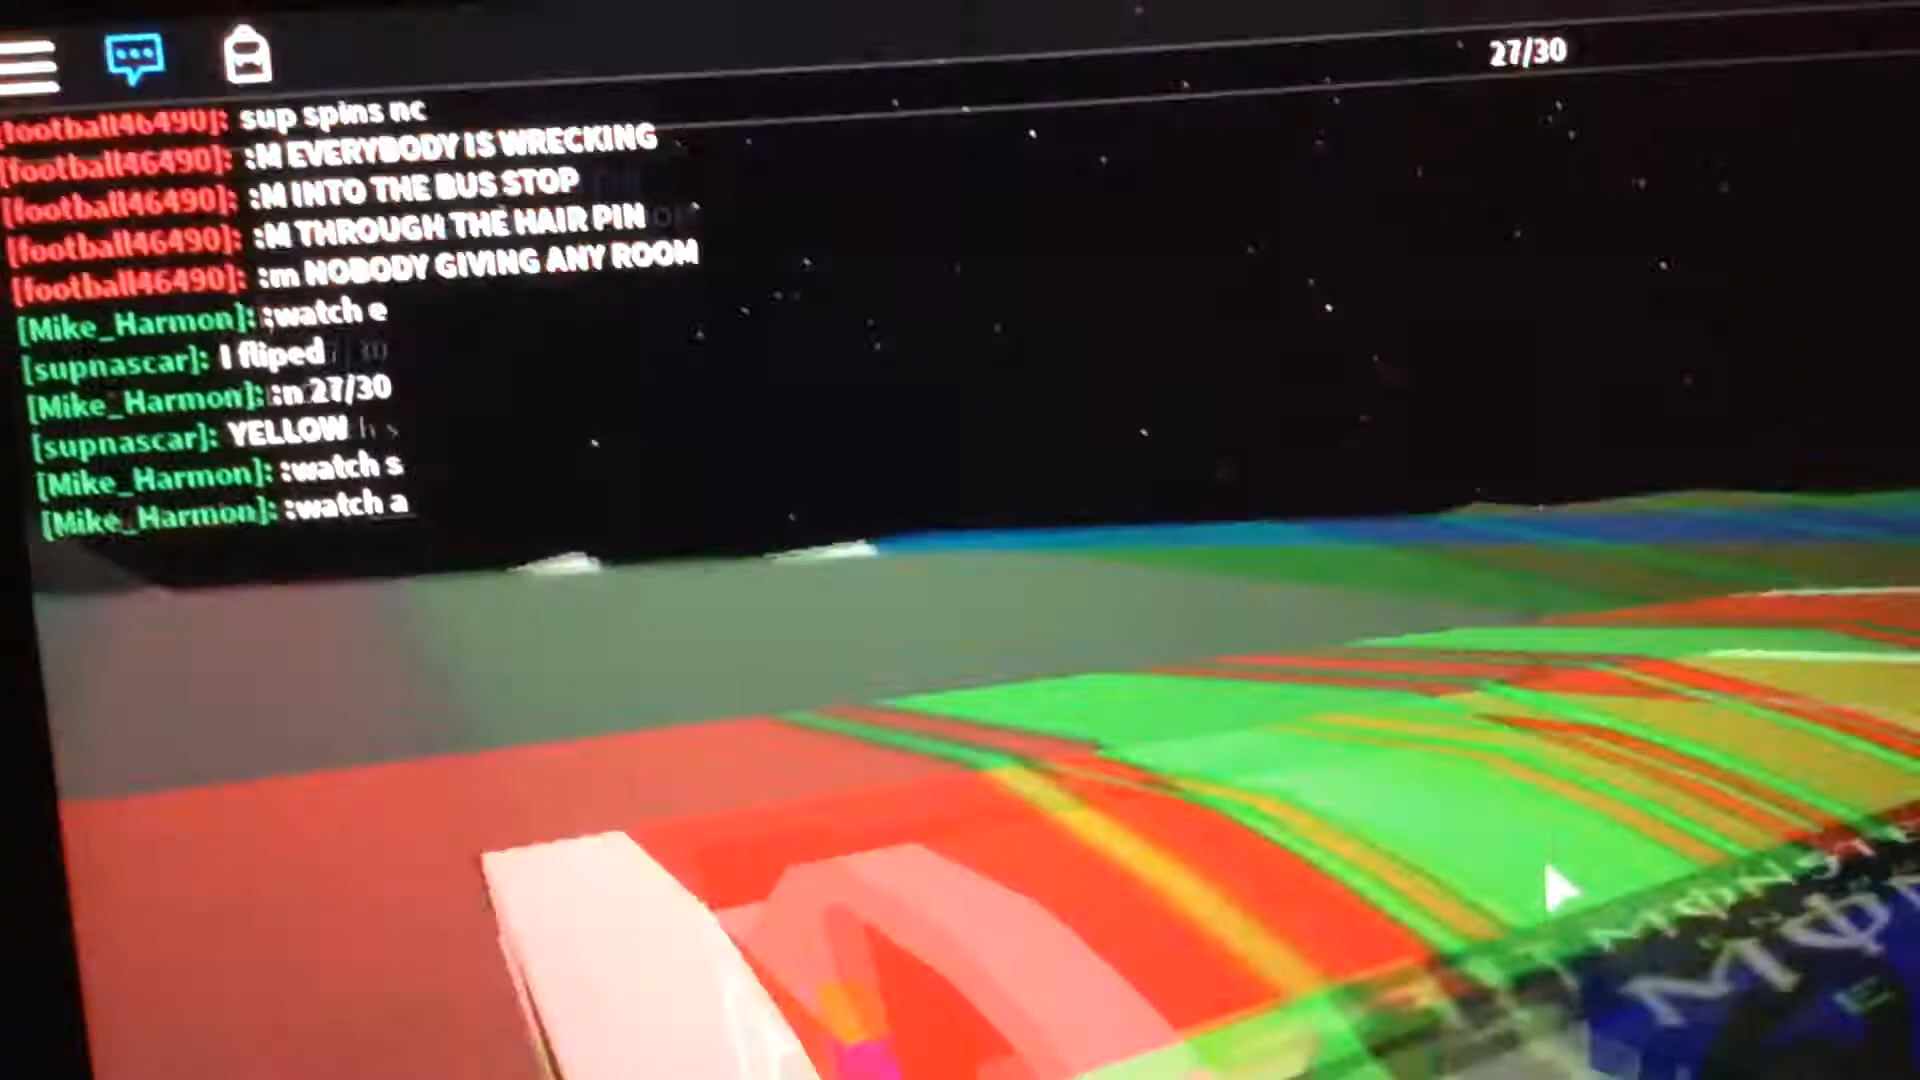 27/30
[football46490]: sup spins nc
[football46490]: :M EVERYBODY IS WRECKING
[football46490]: :M INTO THE BUS STOP
[football46490]: :M THROUGH THE HAIR PIN
[football46490]: :m NOBODY GIVING ANY ROOM
[Mike_Harmon]: :watch e
[supnascar]: I fliped
[Mike_Harmon]: :n 27/30
[supnascar]: YELLOW
[Mike_Harmon]: :watch s
[Mike_Harmon]: :watch a